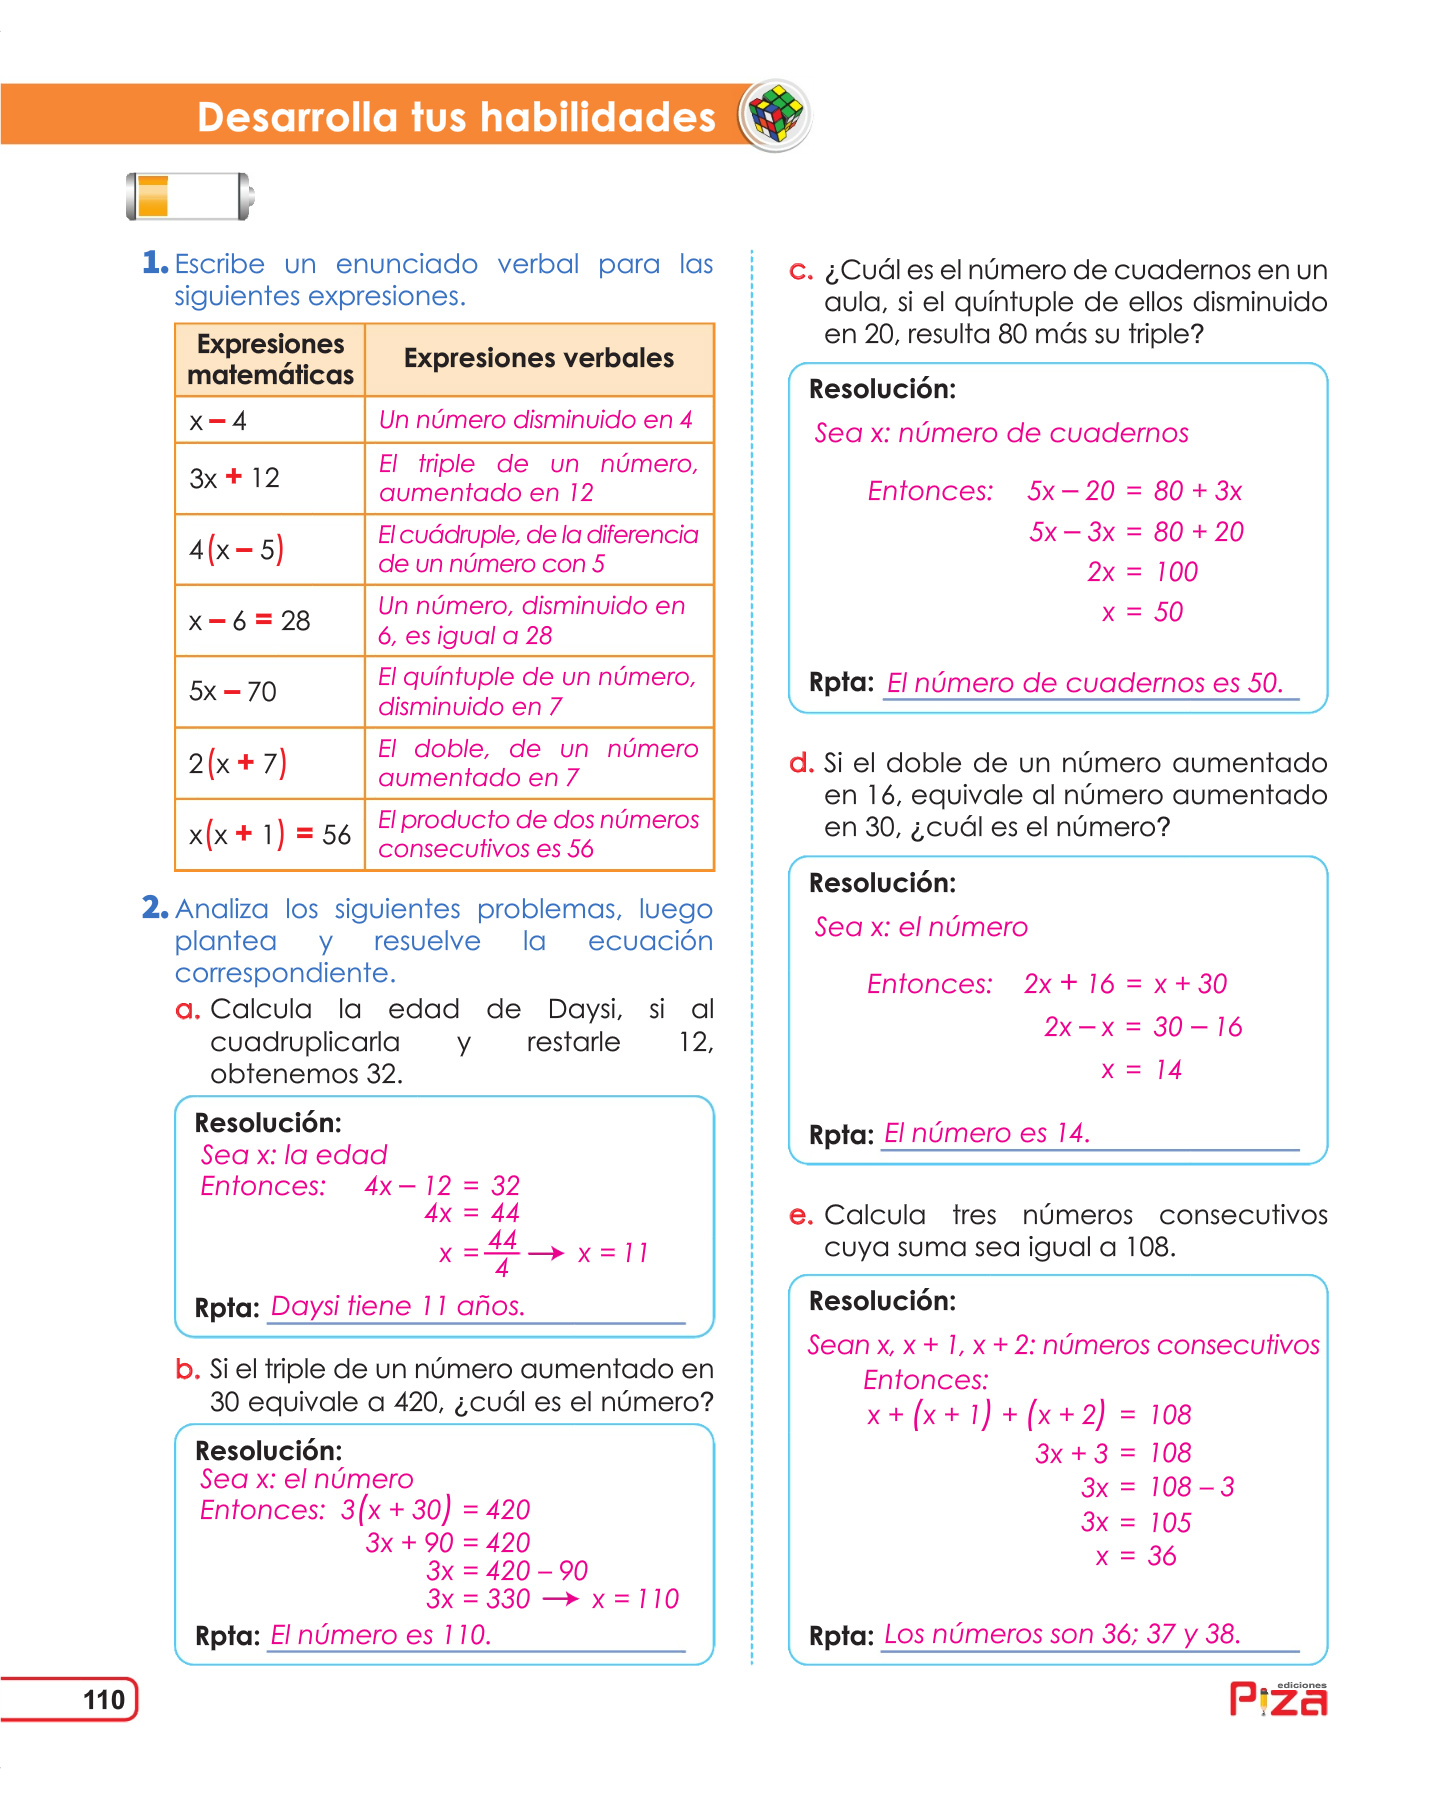 Desarrolla tus habilidades
1. Escribe un enunciado verbal para las
siguientes expresiones.
Expresiones
matemáticas
Expresiones verbales
x – 4
Un número disminuido en 4
3x + 12
El triple de un número,
aumentado en 12
4(x – 5)
El cuádruple, de la diferencia
de un número con 5
x – 6 = 28
Un número, disminuido en
6, es igual a 28
5x – 70
El quíntuple de un número,
disminuido en 7
2(x + 7)
El doble, de un número
aumentado en 7
x(x + 1) = 56
El producto de dos números
consecutivos es 56
2. Analiza los siguientes problemas, luego
plantea y resuelve la ecuación
correspondiente.
a. Calcula la edad de Daysi, si al
cuadruplicarla y restarle 12,
obtenemos 32.
Resolución:
Sea x: la edad
Entonces: 4x – 12 = 32
4x = 44
x = 44/4 → x = 11
Rpta: Daysi tiene 11 años.
b. Si el triple de un número aumentado en
30 equivale a 420, ¿cuál es el número?
Resolución:
Sea x: el número
Entonces: 3(x + 30) = 420
3x + 90 = 420
3x = 420 – 90
3x = 330 → x = 110
Rpta: El número es 110.
c. ¿Cuál es el número de cuadernos en un
aula, si el quíntuple de ellos disminuido
en 20, resulta 80 más su triple?
Resolución:
Sea x: número de cuadernos
Entonces: 5x – 20 = 80 + 3x
5x – 3x = 80 + 20
2x = 100
x = 50
Rpta: El número de cuadernos es 50.
d. Si el doble de un número aumentado
en 16, equivale al número aumentado
en 30, ¿cuál es el número?
Resolución:
Sea x: el número
Entonces: 2x + 16 = x + 30
2x – x = 30 – 16
x = 14
Rpta: El número es 14.
e. Calcula tres números consecutivos
cuya suma sea igual a 108.
Resolución:
Sean x, x + 1, x + 2: números consecutivos
Entonces:
x + (x + 1) + (x + 2) = 108
3x + 3 = 108
3x = 108 – 3
3x = 105
x = 36
Rpta: Los números son 36; 37 y 38.
110
ediciones
Piza